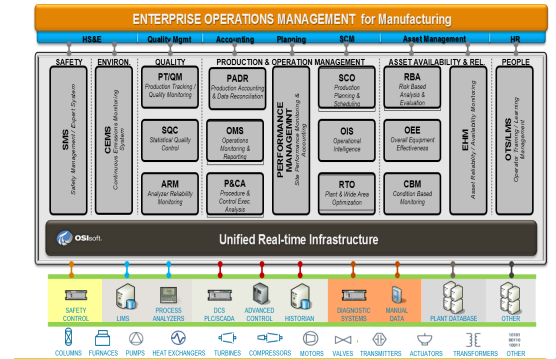 ENTERPRISE OPERATIONS MANAGEMENT for Manufacturing
HS&E Quality Mgmt Accounting Planning SCM Asset Management HR
SAFETY ENVIRON. QUALITY PRODUCTION & OPERATION MANAGEMENT ASSET AVAILABILITY & REL. PEOPLE
SMS
Safety Management / Expert System
CEMS
Continuous Emissions Monitoring
System
PT/QM
Production Tracking /
Quality Monitoring
SQC
Statistical Quality
Control
ARM
Analyzer Reliability
Monitoring
PADR
Production Accounting
& Data Reconciliation
OMS
Operations
Monitoring &
Reporting
P&CA
Procedure &
Control Exec.
Analysis
PERFORMANCE
MANAGEMNT
Site Performance Monitoring &
Accounting
SCO
Production
Planning &
Scheduling
OIS
Operational
Intelligence
RTO
Plant & Wide Area
Optimization
RBA
Risk Based
Analysis &
Evaluation
OEE
Overall Equipment
Effectiveness
CBM
Condition Based
Monitoring
EHM
Asset Reliability / Availability Monitoring
OTS/LMS
Operator Training / Learning
Management
OSIsoft.
Unified Real-time Infrastructure
SAFETY
CONTROL
LIMS
PROCESS
ANALYZERS
DCS
PLC/SCADA
ADVANCED
CONTROL
HISTORIAN
DIAGNOSTIC
SYSTEMS
MANUAL
DATA
PLANT DATABASE
OTHER
COLUMNS FURNACES PUMPS HEAT EXCHANGERS TURBINES COMPRESSORS MOTORS VALVES TRANSMITTERS ACTUATORS TRANSFORMERS OTHER